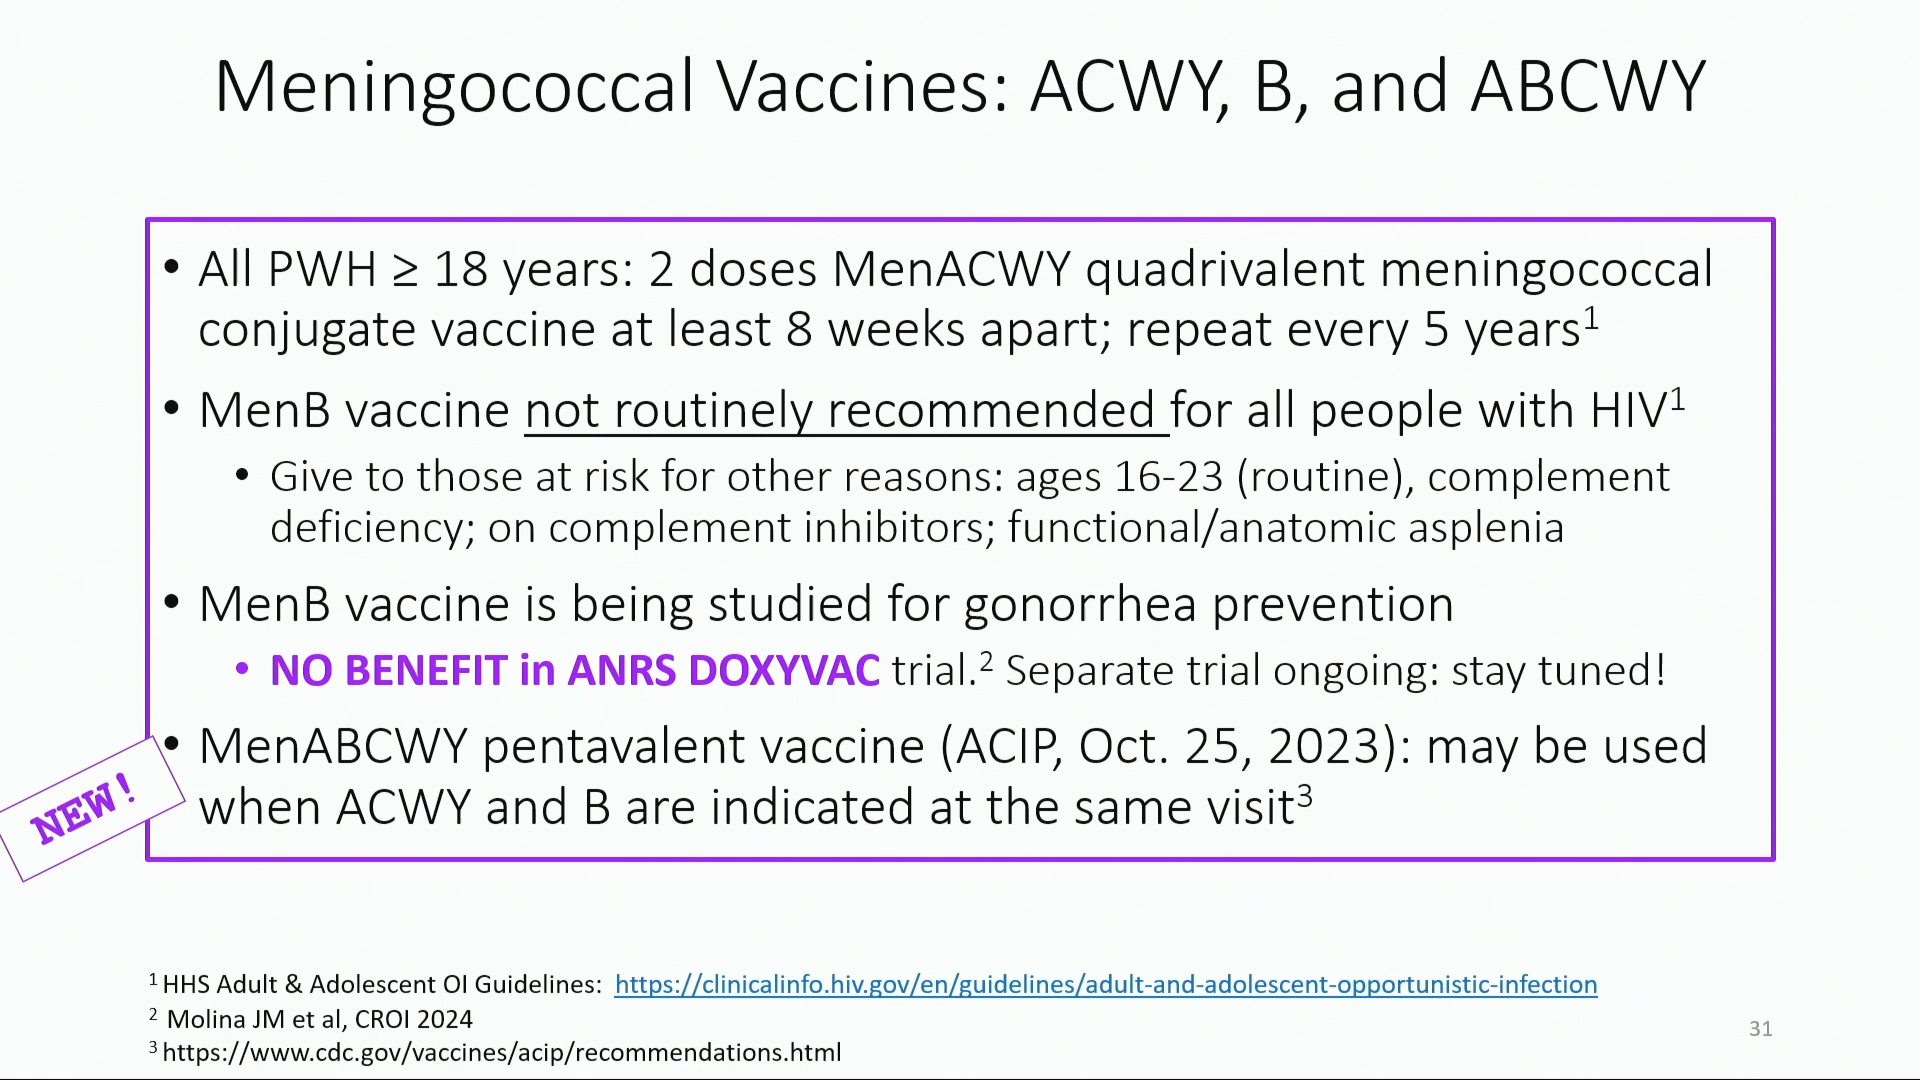 Meningococcal Vaccines: ACWY, B, and ABCWY
• All PWH ≥ 18 years: 2 doses MenACWY quadrivalent meningococcal
conjugate vaccine at least 8 weeks apart; repeat every 5 years¹
• MenB vaccine not routinely recommended for all people with HIV¹
• Give to those at risk for other reasons: ages 16-23 (routine), complement
deficiency; on complement inhibitors; functional/anatomic asplenia
• MenB vaccine is being studied for gonorrhea prevention
• NO BENEFIT in ANRS DOXYVAC trial.² Separate trial ongoing: stay tuned!
• MenABCWY pentavalent vaccine (ACIP, Oct. 25, 2023): may be used
when ACWY and B are indicated at the same visit³
NEW!
¹ HHS Adult & Adolescent OI Guidelines: https://clinicalinfo.hiv.gov/en/guidelines/adult-and-adolescent-opportunistic-infection
² Molina JM et al, CROI 2024
³ https://www.cdc.gov/vaccines/acip/recommendations.html
31